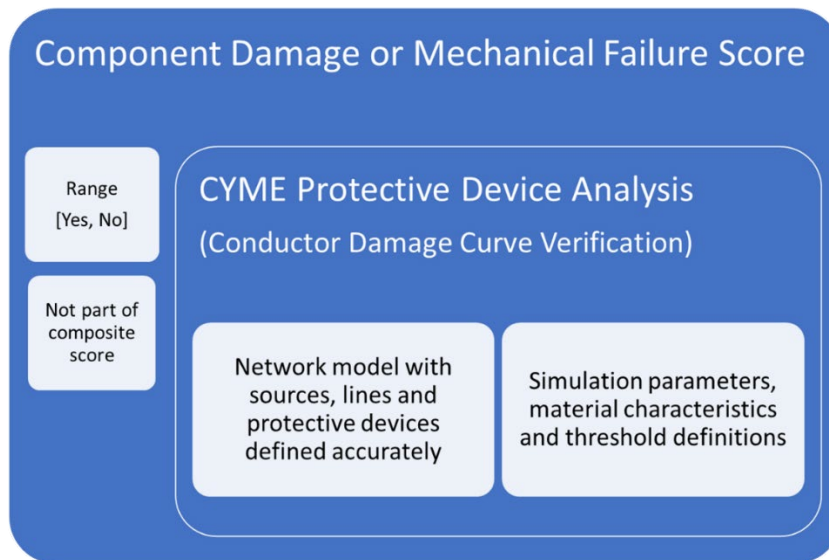 Component Damage or Mechanical Failure Score
Range
[Yes, No]
Not part of
composite
score
CYME Protective Device Analysis
(Conductor Damage Curve Verification)
Network model with
sources, lines and
protective devices
defined accurately
Simulation parameters,
material characteristics
and threshold definitions